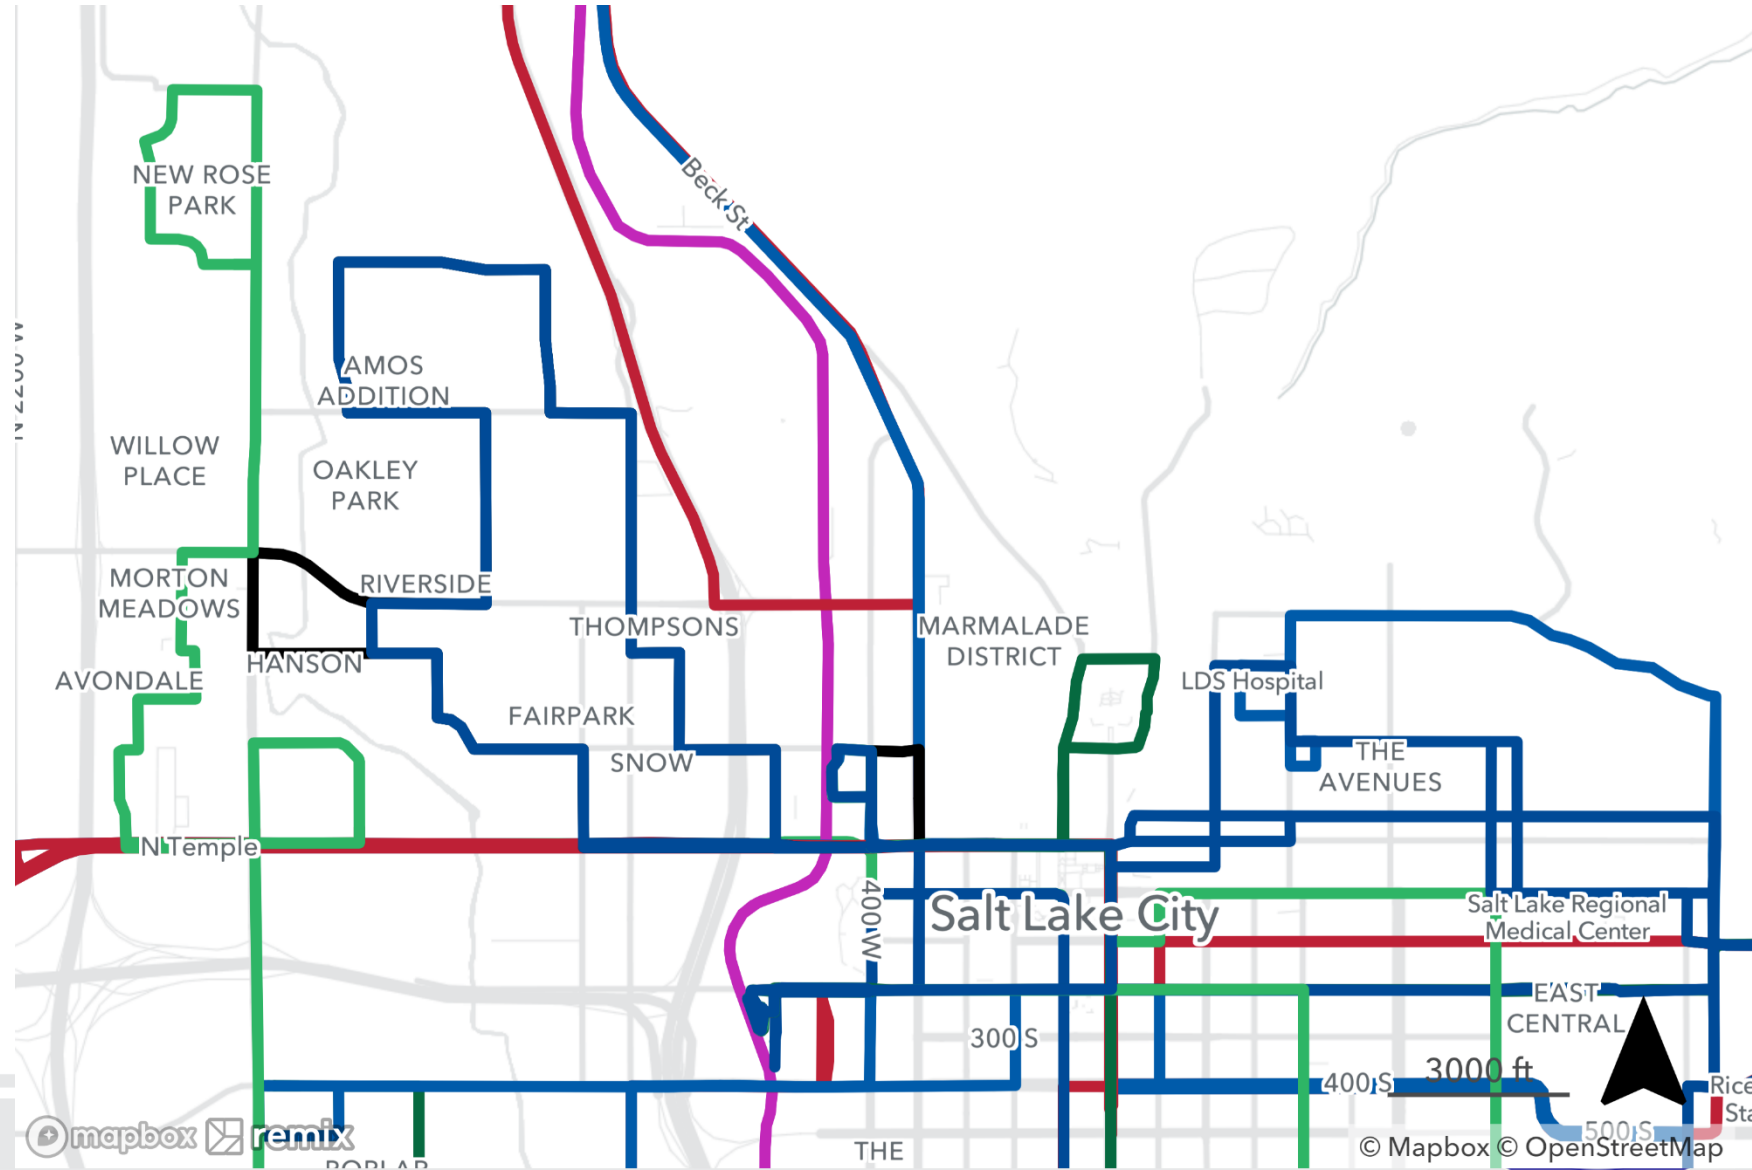 Beck St
NEW ROSE
PARK
N 2200 W
AMOS
ADDITION
WILLOW
PLACE
OAKLEY
PARK
MORTON
MEADOWS
RIVERSIDE
THOMPSONS
MARMALADE
DISTRICT
HANSON
AVONDALE
LDS Hospital
FAIRPARK
SNOW
THE
AVENUES
N Temple
400 W
Salt Lake City
Salt Lake Regional
Medical Center
EAST
CENTRAL
300 S
400 S
3000 ft
500 S
mapbox remix
THE
POPLAR
© Mapbox © OpenStreetMap